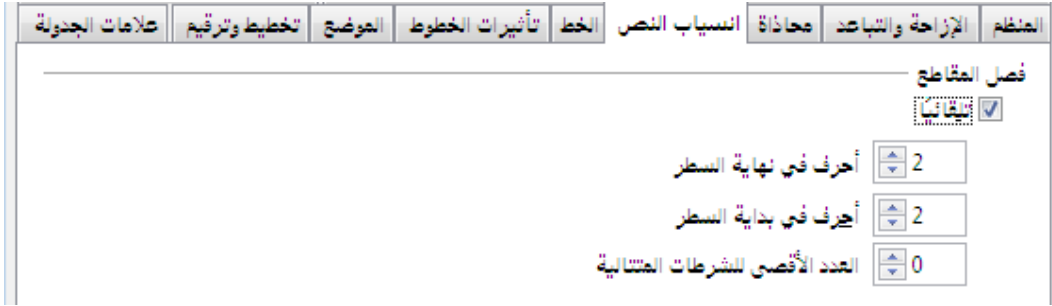 المنظم الإزاحة والتباعد محاذاة انسياب النص الخط تأثيرات الخطوط الموضع تخطيط وترقيم علامات الجدولة
فصل المقاطع
تلقائيًا
2 أحرف في نهاية السطر
2 أحرف في بداية السطر
0 العدد الأقصى للشرطات المتتالية